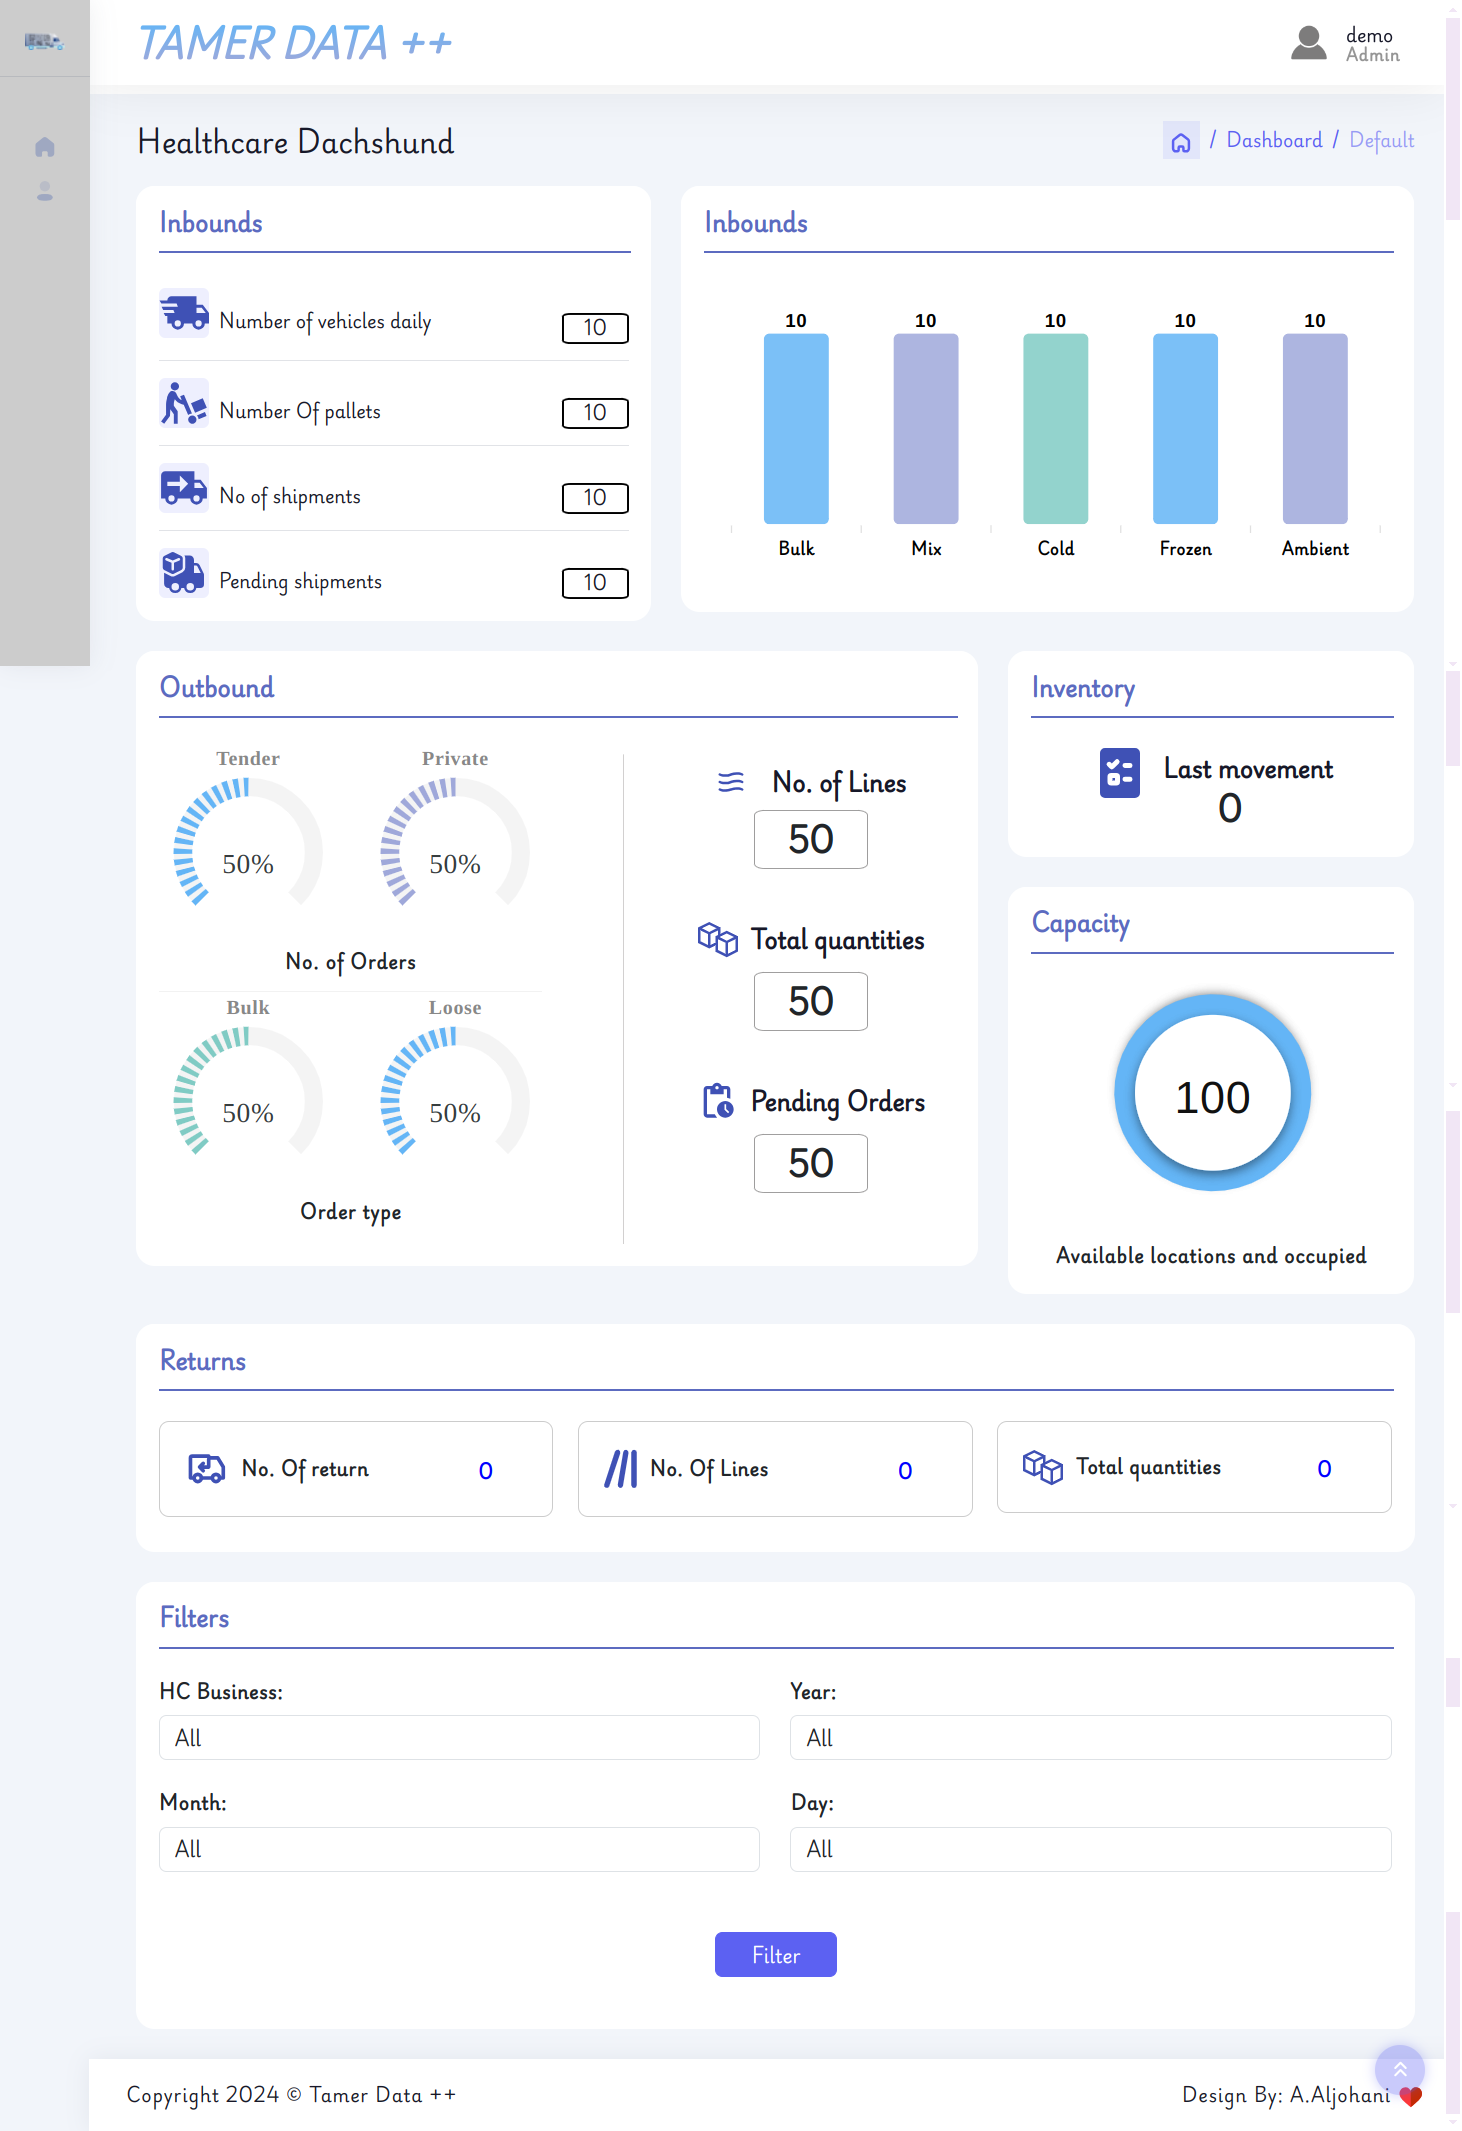 TAMER DATA ++
demo
Admin
Healthcare Dachshund
/ Dashboard / Default
Inbounds
Number of vehicles daily
10
Number Of pallets
10
No of shipments
10
Pending shipments
10
Inbounds
10 10 10 10 10
Bulk Mix Cold Frozen Ambient
Outbound
Tender Private
50% 50%
No. of Orders
Bulk Loose
50% 50%
Order type
No. of Lines
50
Total quantities
50
Pending Orders
50
Inventory
Last movement
0
Capacity
100
Available locations and occupied
Returns
No. Of return 0
No. Of Lines 0
Total quantities 0
Filters
HC Business:
All
Year:
All
Month:
All
Day:
All
Filter
Copyright 2024 © Tamer Data ++
Design By: A.Aljohani